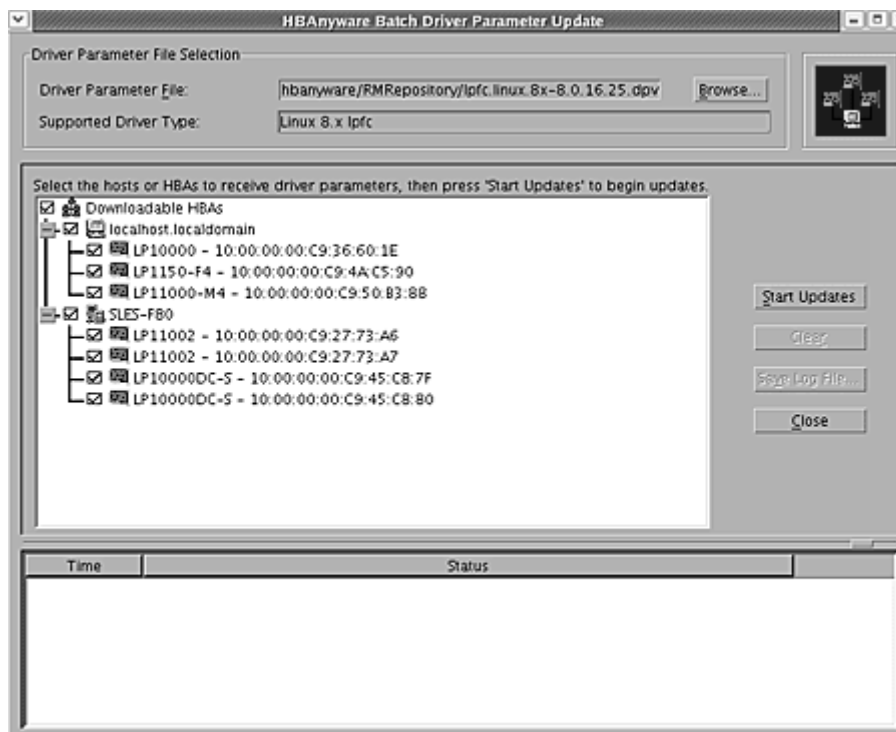 HBAnyware Batch Driver Parameter Update
Driver Parameter File Selection
Driver Parameter File: hbanyware/RMRepository/lpfc.linux.8x-8.0.16.25.dpv Browse...
Supported Driver Type: Linux 8.x lpfc
Select the hosts or HBAs to receive driver parameters, then press 'Start Updates' to begin updates.
Downloadable HBAs
localhost.localdomain
LP10000 - 10:00:00:00:C9:36:60:1E
LP1150-F4 - 10:00:00:00:C9:4A:C5:90
LP11000-M4 - 10:00:00:00:C9:50:B3:8B
SLES-F80
LP11002 - 10:00:00:00:C9:27:73:A6
LP11002 - 10:00:00:00:C9:27:73:A7
LP10000DC-S - 10:00:00:00:C9:45:C8:7F
LP10000DC-S - 10:00:00:00:C9:45:C8:80
Start Updates
Clear
Save Log File...
Close
Time Status